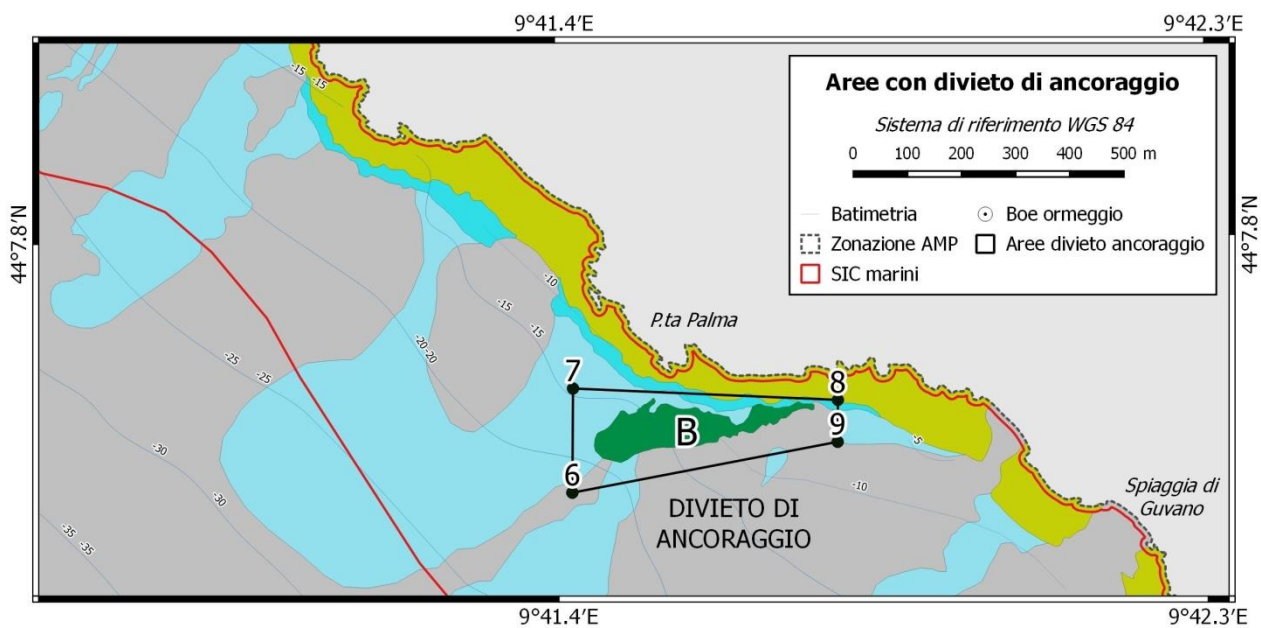 9°41.4′E
9°42.3′E
44°7.8′N
44°7.8′N
Aree con divieto di ancoraggio
Sistema di riferimento WGS 84
0 100 200 300 400 500 m
Batimetria
Boe ormeggio
Zonazione AMP
Aree divieto ancoraggio
SIC marini
-15
-15
-10
-15
-15
-20
-20
-25
-25
-30
-30
-35
-35
-5
-10
P.ta Palma
7
8
B
9
6
DIVIETO DI
ANCORAGGIO
Spiaggia di
Guvano
9°41.4′E
9°42.3′E